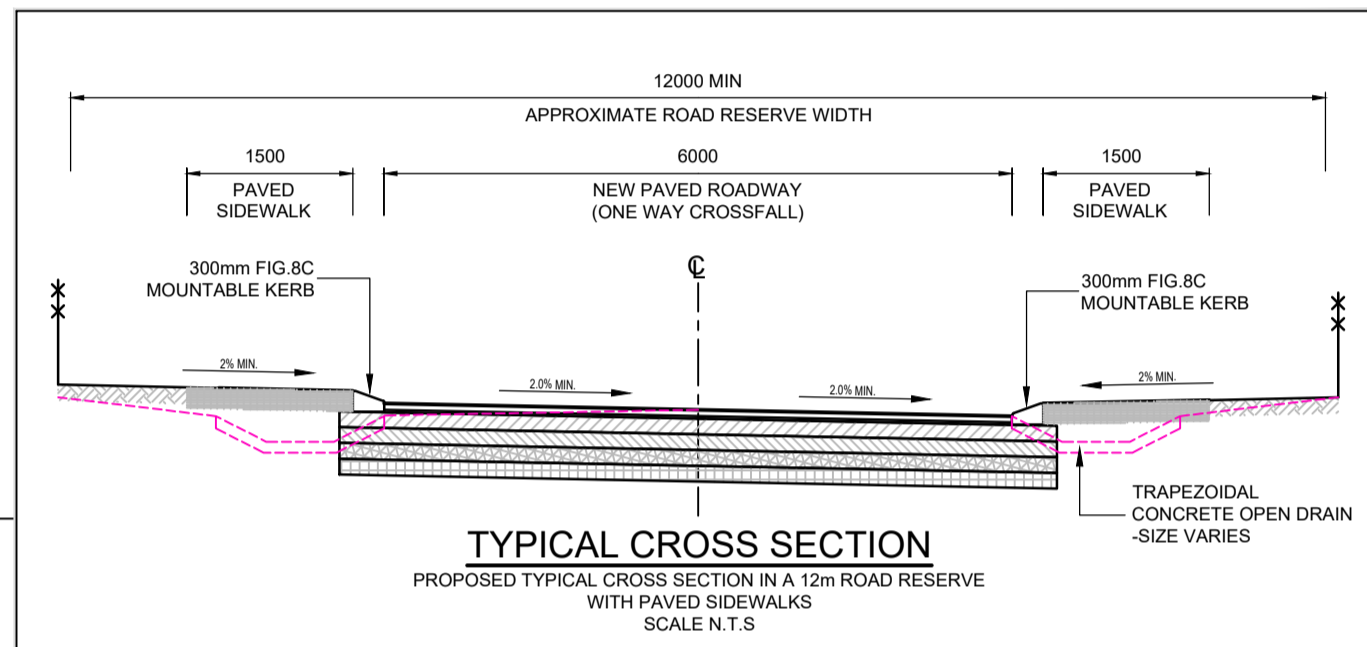 12000 MIN
APPROXIMATE ROAD RESERVE WIDTH
1500
PAVED
SIDEWALK
6000
NEW PAVED ROADWAY
(ONE WAY CROSSFALL)
1500
PAVED
SIDEWALK
300mm FIG.8C
MOUNTABLE KERB
℄
300mm FIG.8C
MOUNTABLE KERB
2% MIN.
2.0% MIN.
2.0% MIN.
2% MIN.
TRAPEZOIDAL
CONCRETE OPEN DRAIN
-SIZE VARIES
TYPICAL CROSS SECTION
PROPOSED TYPICAL CROSS SECTION IN A 12m ROAD RESERVE
WITH PAVED SIDEWALKS
SCALE N.T.S